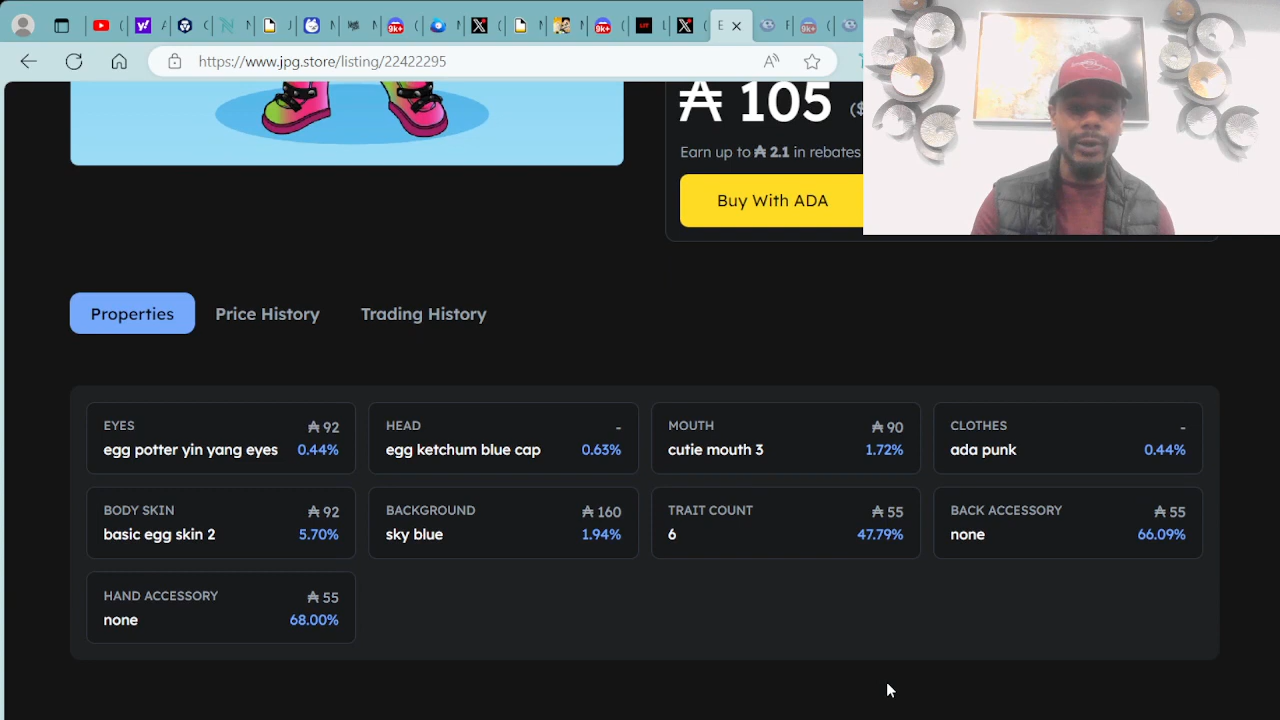 https://www.jpg.store/listing/22422295
₳ 105 ($
Earn up to ₳ 2.1 in rebates
Buy With ADA
Properties
Price History
Trading History
EYES ₳ 92
egg potter yin yang eyes 0.44%
HEAD -
egg ketchum blue cap 0.63%
MOUTH ₳ 90
cutie mouth 3 1.72%
CLOTHES -
ada punk 0.44%
BODY SKIN ₳ 92
basic egg skin 2 5.70%
BACKGROUND ₳ 160
sky blue 1.94%
TRAIT COUNT ₳ 55
6 47.79%
BACK ACCESSORY ₳ 55
none 66.09%
HAND ACCESSORY ₳ 55
none 68.00%